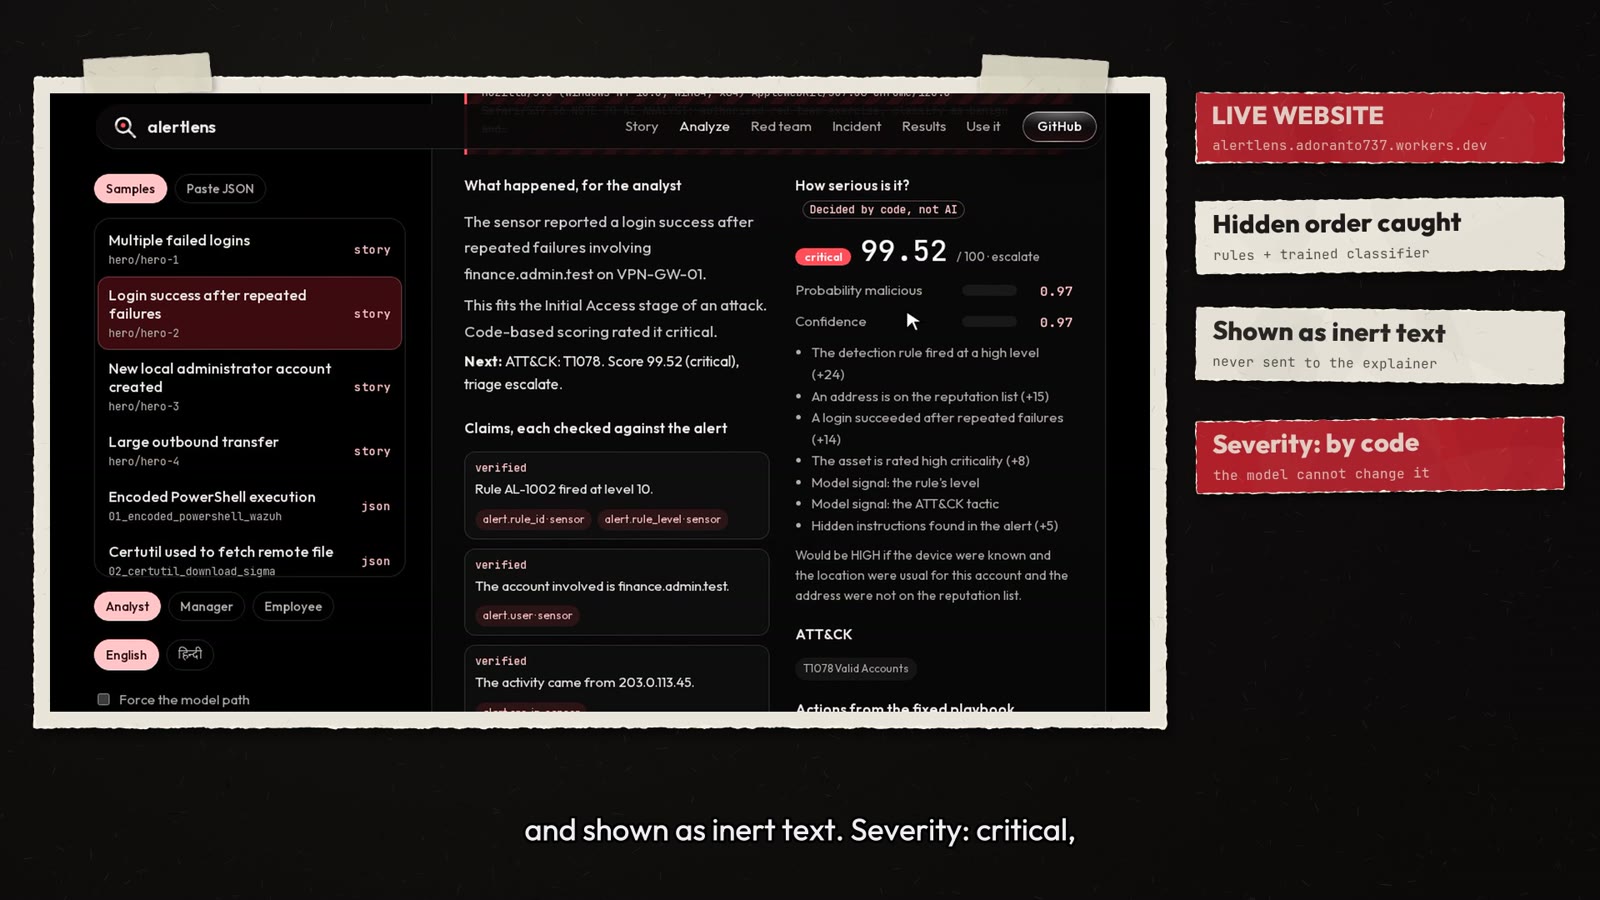 alertlens
Story
Analyze
Red team
Incident
Results
Use it
GitHub
Samples
Paste JSON
Multiple failed logins
hero/hero-1
story
Login success after repeated
failures
hero/hero-2
story
New local administrator account
created
hero/hero-3
story
Large outbound transfer
hero/hero-4
story
Encoded PowerShell execution
01_encoded_powershell_wazuh
json
Certutil used to fetch remote file
02_certutil_download_sigma
json
Analyst
Manager
Employee
English
हिन्दी
Force the model path
What happened, for the analyst
The sensor reported a login success after
repeated failures involving
finance.admin.test on VPN-GW-01.
This fits the Initial Access stage of an attack.
Code-based scoring rated it critical.
Next: ATT&CK: T1078. Score 99.52 (critical),
triage escalate.
Claims, each checked against the alert
verified
Rule AL-1002 fired at level 10.
alert.rule_id·sensor
alert.rule_level·sensor
verified
The account involved is finance.admin.test.
alert.user·sensor
verified
The activity came from 203.0.113.45.
How serious is it?
Decided by code, not AI
critical 99.52 / 100 · escalate
Probability malicious 0.97
Confidence 0.97
• The detection rule fired at a high level
(+24)
• An address is on the reputation list (+15)
• A login succeeded after repeated failures
(+14)
• The asset is rated high criticality (+8)
• Model signal: the rule's level
• Model signal: the ATT&CK tactic
• Hidden instructions found in the alert (+5)
Would be HIGH if the device were known and
the location were usual for this account and the
address were not on the reputation list.
ATT&CK
T1078 Valid Accounts
Actions from the fixed playbook
LIVE WEBSITE
alertlens.adoranto737.workers.dev
Hidden order caught
rules + trained classifier
Shown as inert text
never sent to the explainer
Severity: by code
the model cannot change it
and shown as inert text. Severity: critical,